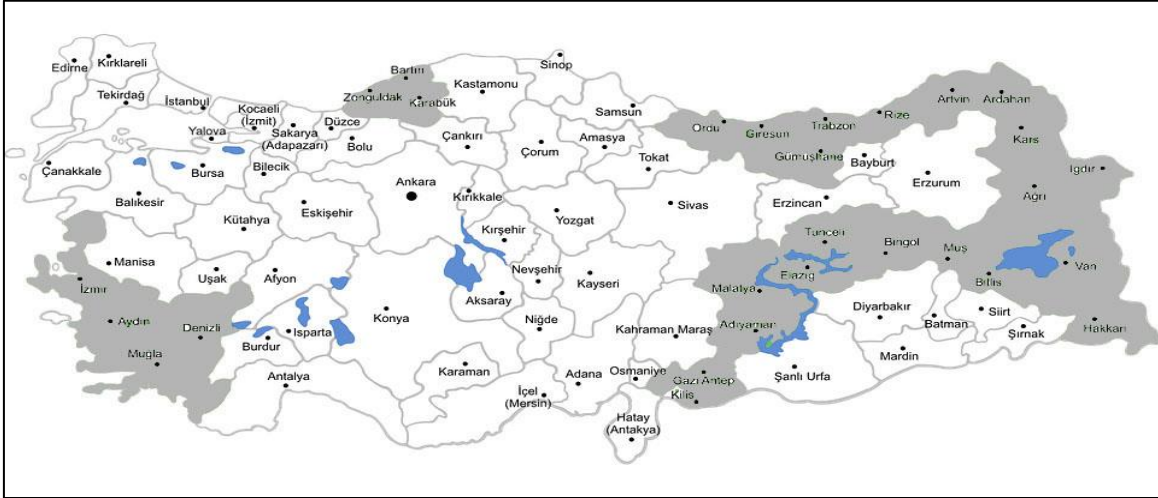 Edirne
Kırklareli
Tekirdağ
İstanbul
Kocaeli
(İzmit)
Yalova
Sakarya
(Adapazarı)
Düzce
Bolu
Zonguldak
Bartın
Karabük
Kastamonu
Sinop
Çankırı
Samsun
Amasya
Çorum
Tokat
Ordu
Giresun
Trabzon
Rize
Artvin
Ardahan
Gümüşhane
Bayburt
Kars
Igdır
Ağrı
Erzurum
Erzincan
Çanakkale
Bursa
Bilecik
Balıkesir
Kütahya
Eskişehir
Ankara
Kırıkkale
Yozgat
Sivas
Kırşehir
Tunceli
Bingöl
Muş
Elazıg
Bitlis
Van
Manisa
Uşak
Afyon
Nevşehir
Aksaray
Kayseri
Malatya
İzmir
Aydın
Denizli
Mugla
Burdur
Isparta
Konya
Niğde
Kahraman Maraş
Adıyaman
Diyarbakır
Batman
Siirt
Şırnak
Hakkarı
Mardin
Antalya
Karaman
İçel
(Mersin)
Adana
Osmaniye
Gazi Antep
Kilis
Şanlı Urfa
Hatay
(Antakya)